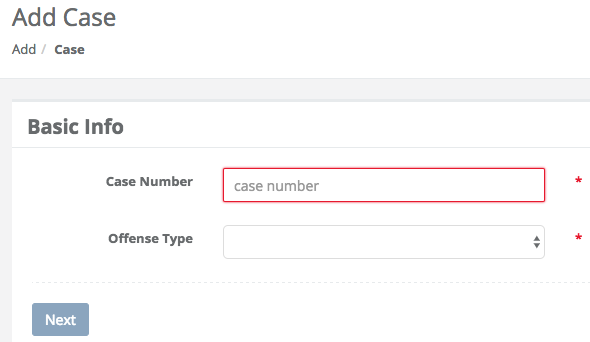 Add Case
Add / Case
Basic Info
Case Number case number *
Offense Type *
Next